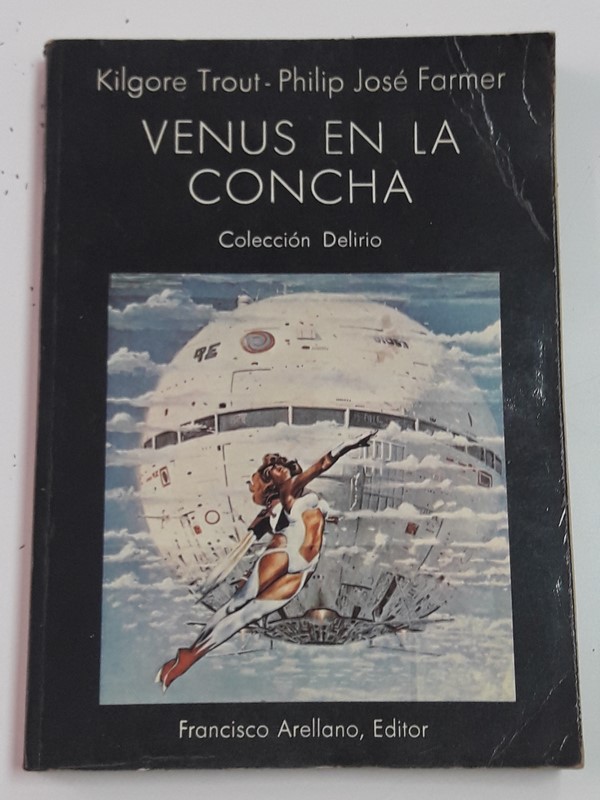 Kilgore Trout - Philip José Farmer
VENUS EN LA
CONCHA
Colección Delirio
Francisco Arellano, Editor